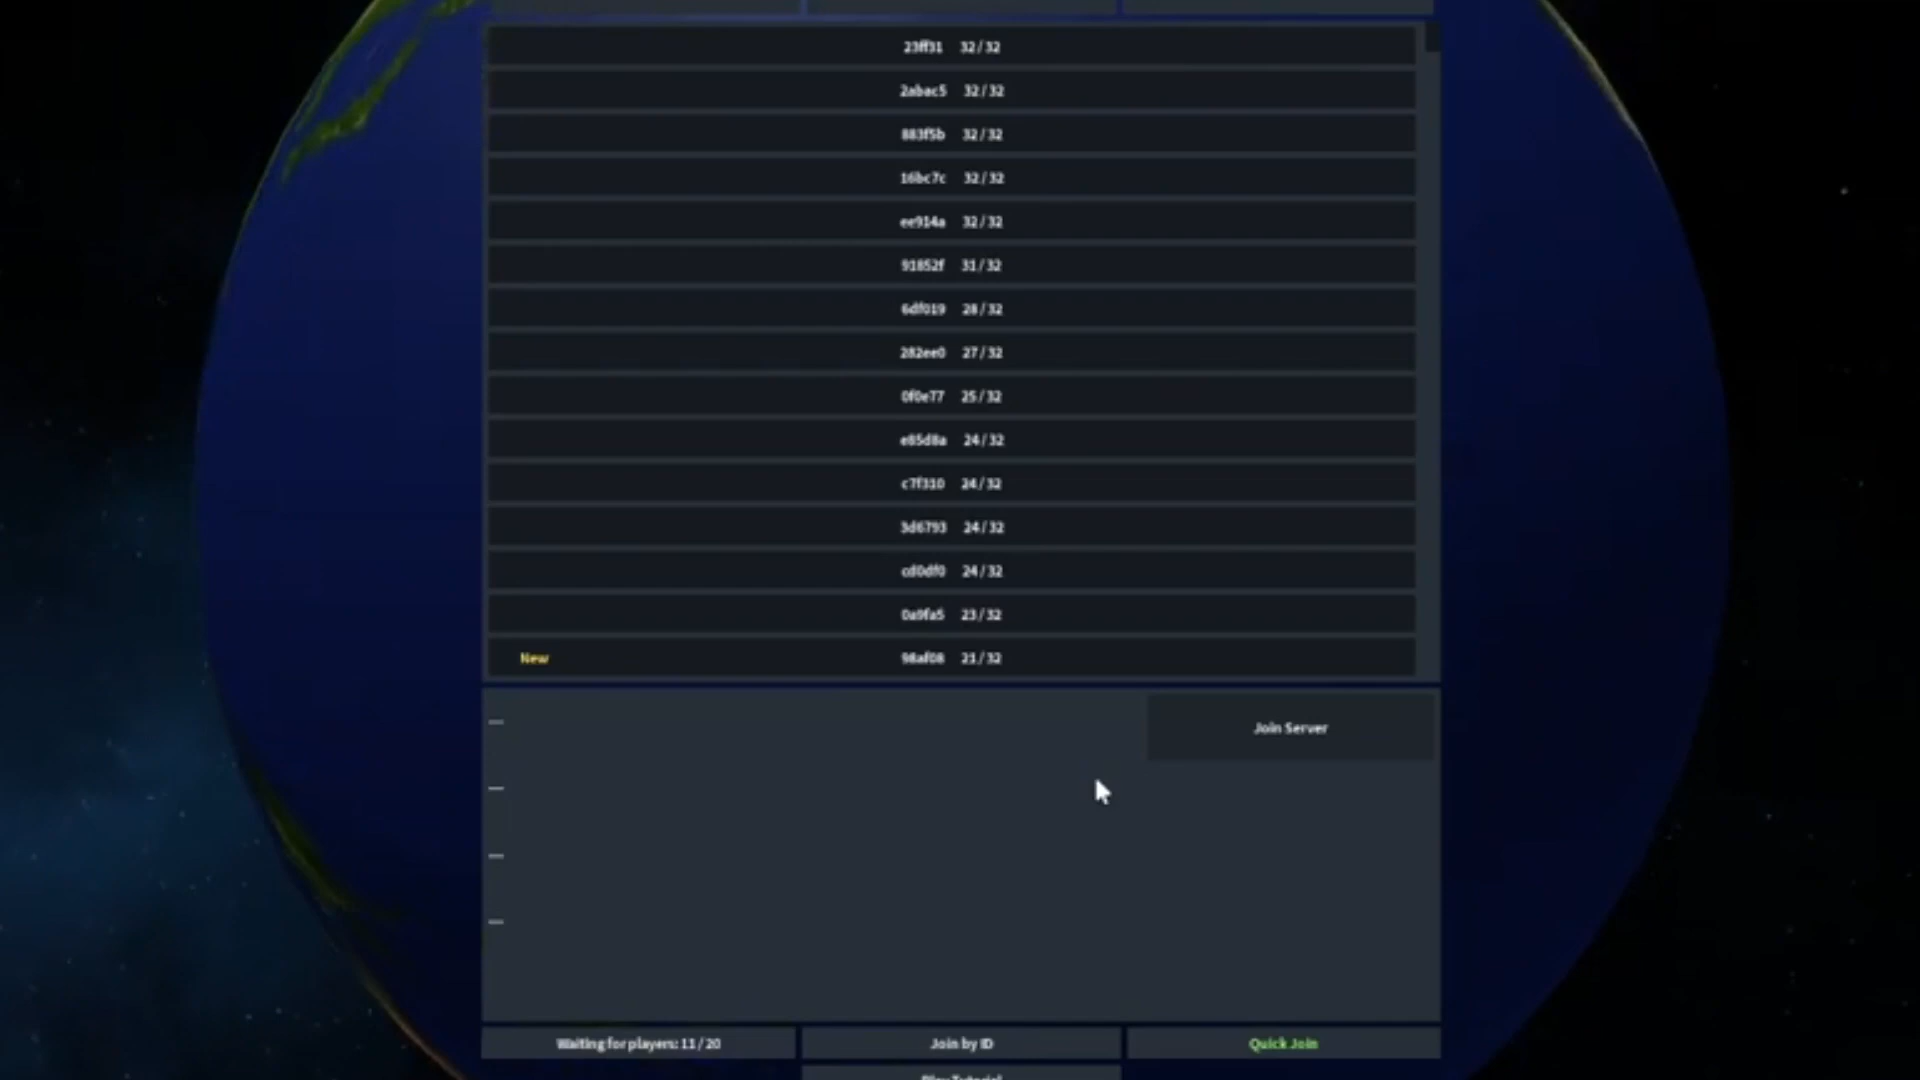 23ff31 32/32
2abac5 32/32
883f5b 32/32
16bc7c 32/32
ee914a 32/32
91852f 31/32
6df019 28/32
282ee0 27/32
0f0e77 25/32
e85d8a 24/32
c7f310 24/32
3d6793 24/32
cd0df0 24/32
0a9fa5 23/32
New 98af08 21/32
Join Server
Waiting for players: 11/20 Join by ID Quick Join
Play Tutorial